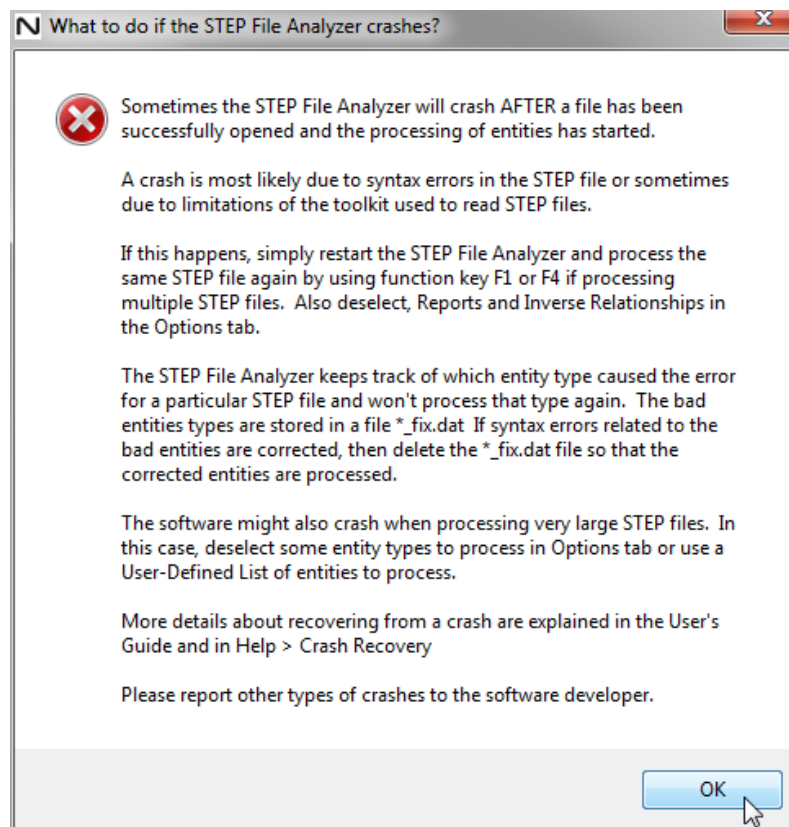 N What to do if the STEP File Analyzer crashes?
Sometimes the STEP File Analyzer will crash AFTER a file has been
successfully opened and the processing of entities has started.
A crash is most likely due to syntax errors in the STEP file or sometimes
due to limitations of the toolkit used to read STEP files.
If this happens, simply restart the STEP File Analyzer and process the
same STEP file again by using function key F1 or F4 if processing
multiple STEP files.  Also deselect, Reports and Inverse Relationships in
the Options tab.
The STEP File Analyzer keeps track of which entity type caused the error
for a particular STEP file and won't process that type again.  The bad
entities types are stored in a file *_fix.dat  If syntax errors related to the
bad entities are corrected, then delete the *_fix.dat file so that the
corrected entities are processed.
The software might also crash when processing very large STEP files.  In
this case, deselect some entity types to process in Options tab or use a
User-Defined List of entities to process.
More details about recovering from a crash are explained in the User's
Guide and in Help > Crash Recovery
Please report other types of crashes to the software developer.
OK